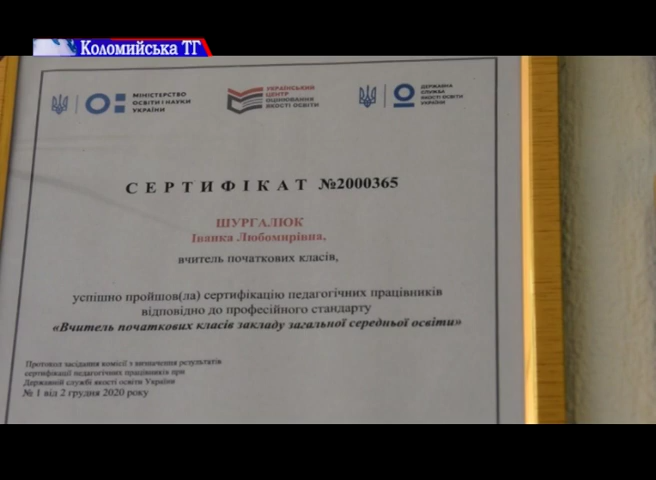 Коломийська ТГ
МІНІСТЕРСТВО
ОСВІТИ І НАУКИ
УКРАЇНИ
УКРАЇНСЬКИЙ
ЦЕНТР
ОЦІНЮВАННЯ
ЯКОСТІ ОСВІТИ
ДЕРЖАВНА
СЛУЖБА
ЯКОСТІ ОСВІТИ
УКРАЇНИ
СЕРТИФІКАТ №2000365
ШУРГАЛЮК
Іванка Любомирівна,
вчитель початкових класів,
успішно пройшов(ла) сертифікацію педагогічних працівників
відповідно до професійного стандарту
«Вчитель початкових класів закладу загальної середньої освіти»
Протокол засідання комісії з визначення результатів
сертифікації педагогічних працівників при
Державній службі якості освіти України
№ 1 від 2 грудня 2020 року